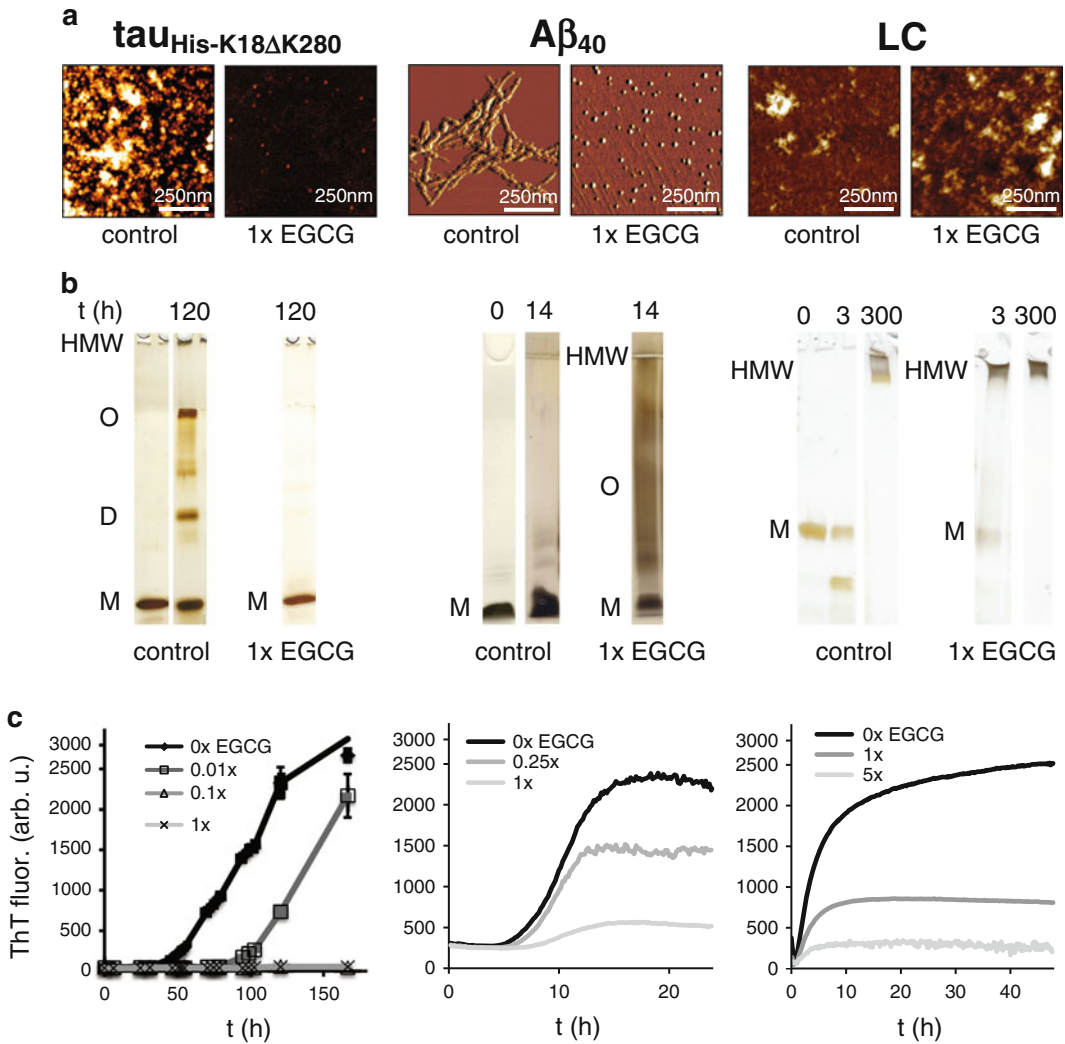 a
tau His-K18ΔK280
Aβ40
LC
250nm
250nm
250nm
250nm
250nm
250nm
control
1x EGCG
control
1x EGCG
control
1x EGCG
b
t (h)
120
120
0
14
14
0
3
300
3
300
HMW
O
D
M
M
HMW
O
M
M
HMW
M
HMW
M
control
1x EGCG
control
1x EGCG
control
1x EGCG
c
ThT fluor. (arb. u.)
3000
2500
2000
1500
1000
500
0
0x EGCG
0.01x
0.1x
1x
0
50
100
150
t (h)
3000
2500
2000
1500
1000
500
0
0x EGCG
0.25x
1x
0
10
20
t (h)
3000
2500
2000
1500
1000
500
0
0x EGCG
1x
5x
0
10
20
30
40
t (h)